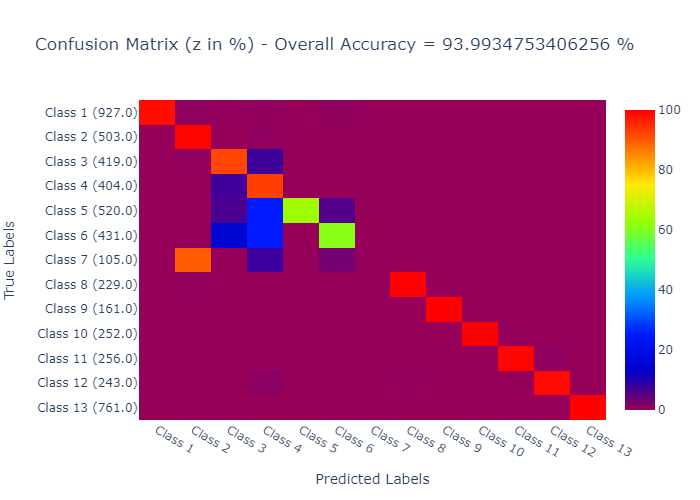 Confusion Matrix (z in %) - Overall Accuracy = 93.9934753406256 %
Class 1 (927.0)
Class 2 (503.0)
Class 3 (419.0)
Class 4 (404.0)
Class 5 (520.0)
Class 6 (431.0)
Class 7 (105.0)
Class 8 (229.0)
Class 9 (161.0)
Class 10 (252.0)
Class 11 (256.0)
Class 12 (243.0)
Class 13 (761.0)
True Labels
Class 1
Class 2
Class 3
Class 4
Class 5
Class 6
Class 7
Class 8
Class 9
Class 10
Class 11
Class 12
Class 13
Predicted Labels
100
80
60
40
20
0